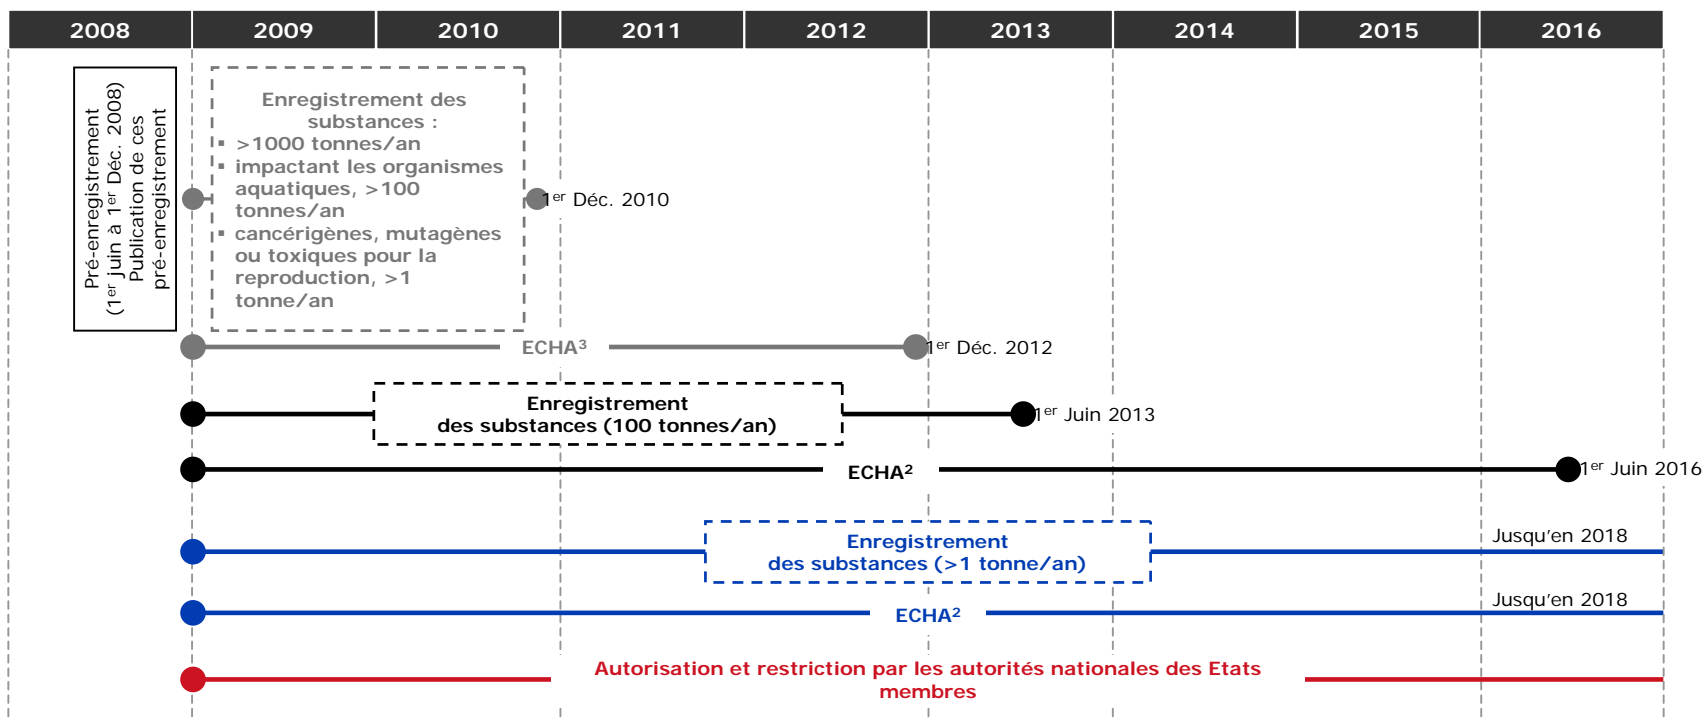 2008 2009 2010 2011 2012 2013 2014 2015 2016
Pré-enregistrement
(1er juin à 1er Déc. 2008)
Publication de ces
pré-enregistrement
Enregistrement des
substances :
▪ >1000 tonnes/an
▪ impactant les organismes
aquatiques, >100
tonnes/an
▪ cancérigènes, mutagènes
ou toxiques pour la
reproduction, >1
tonne/an
1er Déc. 2010
ECHA3
1er Déc. 2012
Enregistrement
des substances (100 tonnes/an)
1er Juin 2013
ECHA2
1er Juin 2016
Enregistrement
des substances (>1 tonne/an)
Jusqu'en 2018
ECHA2
Jusqu'en 2018
Autorisation et restriction par les autorités nationales des Etats
membres